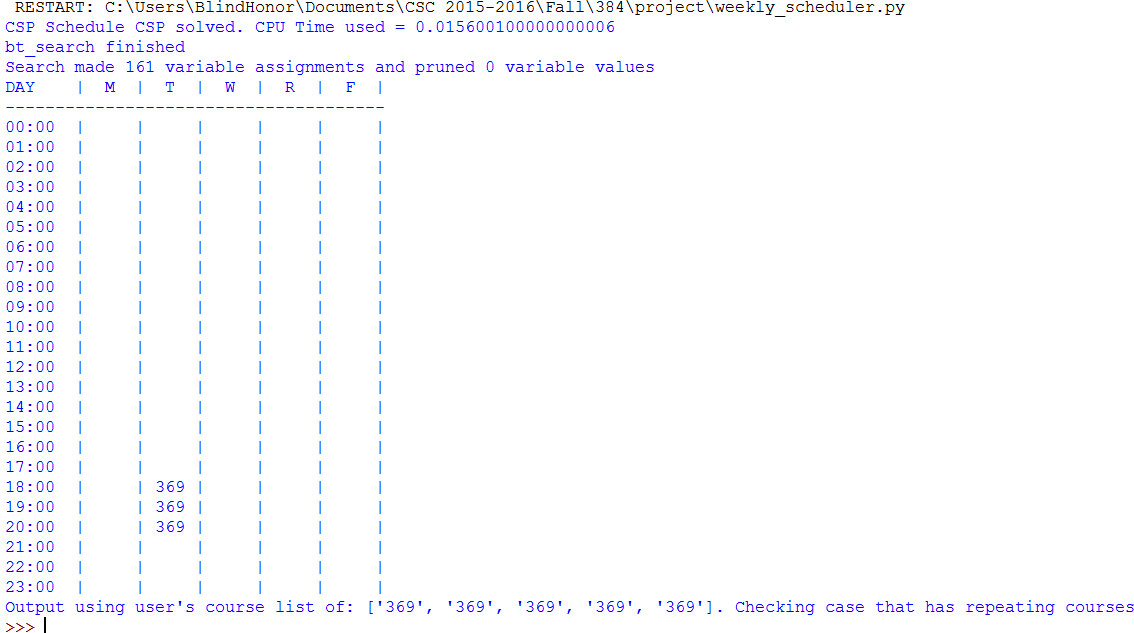 RESTART: C:\Users\BlindHonor\Documents\CSC 2015-2016\Fall\384\project\weekly_scheduler.py
CSP Schedule CSP solved. CPU Time used = 0.015600100000000006
bt_search finished
Search made 161 variable assignments and pruned 0 variable values
DAY    |  M  |  T  |  W  |  R  |  F  |
--------------------------------------
00:00  |     |     |     |     |     |
01:00  |     |     |     |     |     |
02:00  |     |     |     |     |     |
03:00  |     |     |     |     |     |
04:00  |     |     |     |     |     |
05:00  |     |     |     |     |     |
06:00  |     |     |     |     |     |
07:00  |     |     |     |     |     |
08:00  |     |     |     |     |     |
09:00  |     |     |     |     |     |
10:00  |     |     |     |     |     |
11:00  |     |     |     |     |     |
12:00  |     |     |     |     |     |
13:00  |     |     |     |     |     |
14:00  |     |     |     |     |     |
15:00  |     |     |     |     |     |
16:00  |     |     |     |     |     |
17:00  |     |     |     |     |     |
18:00  |     | 369 |     |     |     |
19:00  |     | 369 |     |     |     |
20:00  |     | 369 |     |     |     |
21:00  |     |     |     |     |     |
22:00  |     |     |     |     |     |
23:00  |     |     |     |     |     |
Output using user's course list of: ['369', '369', '369', '369', '369']. Checking case that has repeating courses
>>>